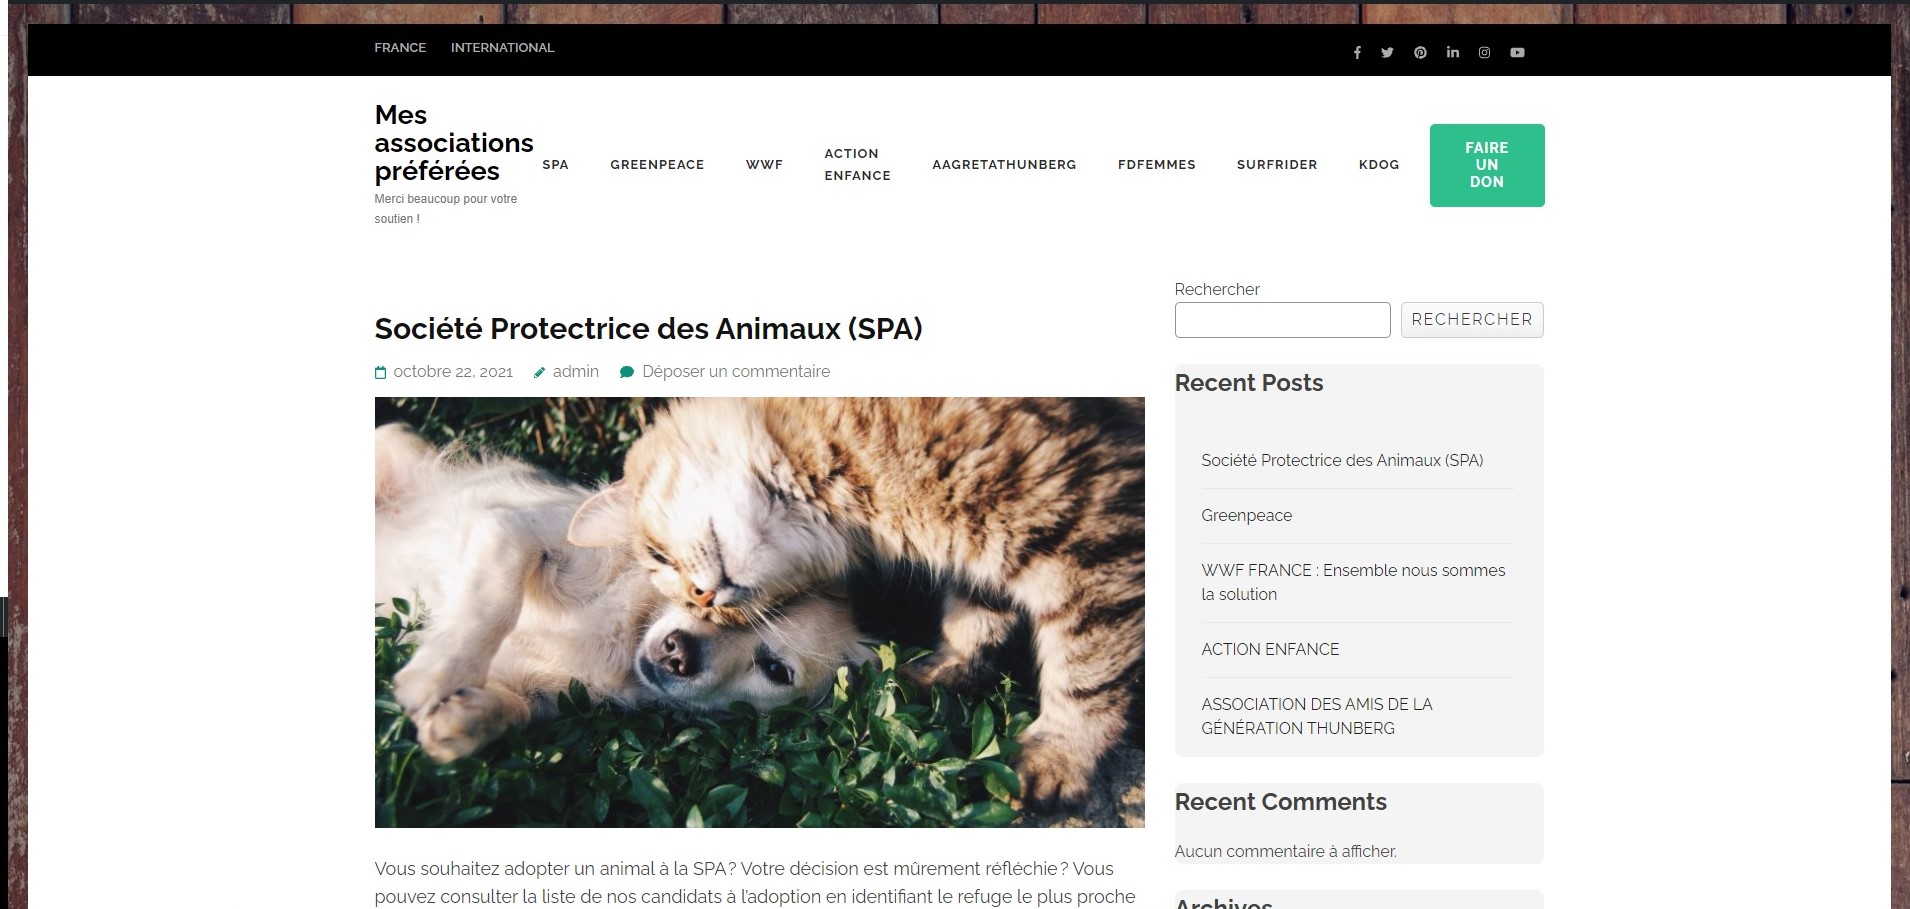 FRANCE INTERNATIONAL
Mes
associations
préférées
Merci beaucoup pour votre
soutien !
SPA GREENPEACE WWF ACTION
ENFANCE AAGRETATHUNBERG FDFEMMES SURFRIDER KDOG
FAIRE
UN
DON
Société Protectrice des Animaux (SPA)
octobre 22, 2021 admin Déposer un commentaire
Vous souhaitez adopter un animal à la SPA ? Votre décision est mûrement réfléchie ? Vous
pouvez consulter la liste de nos candidats à l'adoption en identifiant le refuge le plus proche
Rechercher
RECHERCHER
Recent Posts
Société Protectrice des Animaux (SPA)
Greenpeace
WWF FRANCE : Ensemble nous sommes
la solution
ACTION ENFANCE
ASSOCIATION DES AMIS DE LA
GÉNÉRATION THUNBERG
Recent Comments
Aucun commentaire à afficher.
Archives